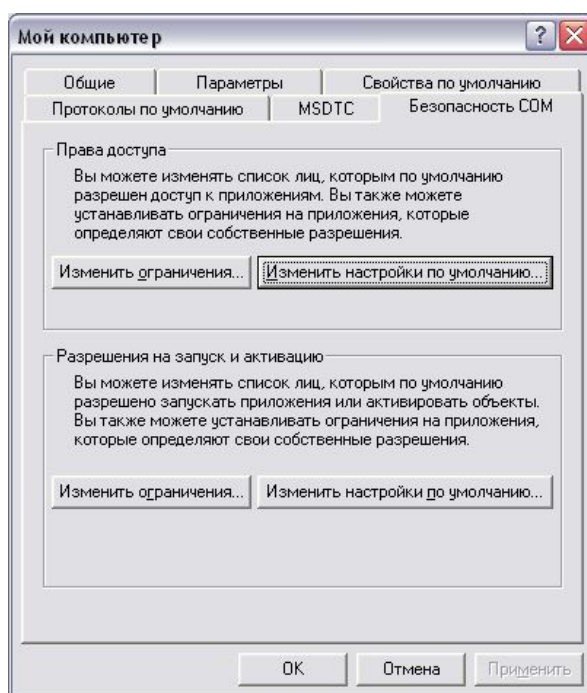 Мой компьютер
Общие Параметры Свойства по умолчанию
Протоколы по умолчанию MSDTC Безопасность COM
Права доступа
Вы можете изменять список лиц, которым по умолчанию
разрешен доступ к приложениям. Вы также можете
устанавливать ограничения на приложения, которые
определяют свои собственные разрешения.
Изменить ограничения... Изменить настройки по умолчанию...
Разрешения на запуск и активацию
Вы можете изменять список лиц, которым по умолчанию
разрешено запускать приложения или активировать объекты.
Вы также можете устанавливать ограничения на приложения,
которые определяют свои собственные разрешения.
Изменить ограничения... Изменить настройки по умолчанию...
OK Отмена Применить